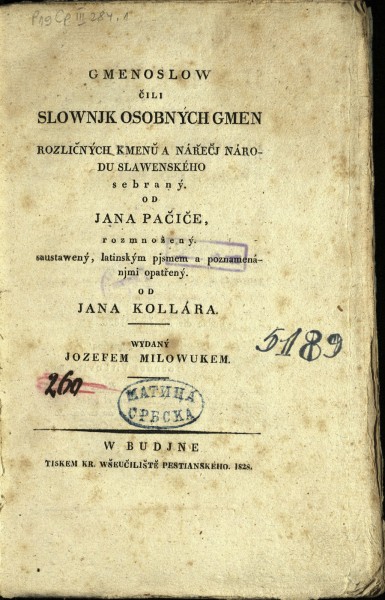 GMENOSLOW
ČILI
SLOWNJK OSOBNÝCH GMEN
ROZLIČNÝCH KMENŮ A NÁŘEČJ NÁRO-
DU SLAWENSKÉHO
sebraný.
OD
JANA PAČIČE,
rozmnožený.
saustawený, latinským pjsmem a poznamená-
njmi opatřený.
OD
JANA KOLLÁRA.
WYDANÝ
JOZEFEM MILOWUKEM.
5189
260
МАТИЦА
СРБСКА
W BUDJNE
TISKEM KR. WŠEUČILIŠTĚ PESTIANSKÉHO. 1828.